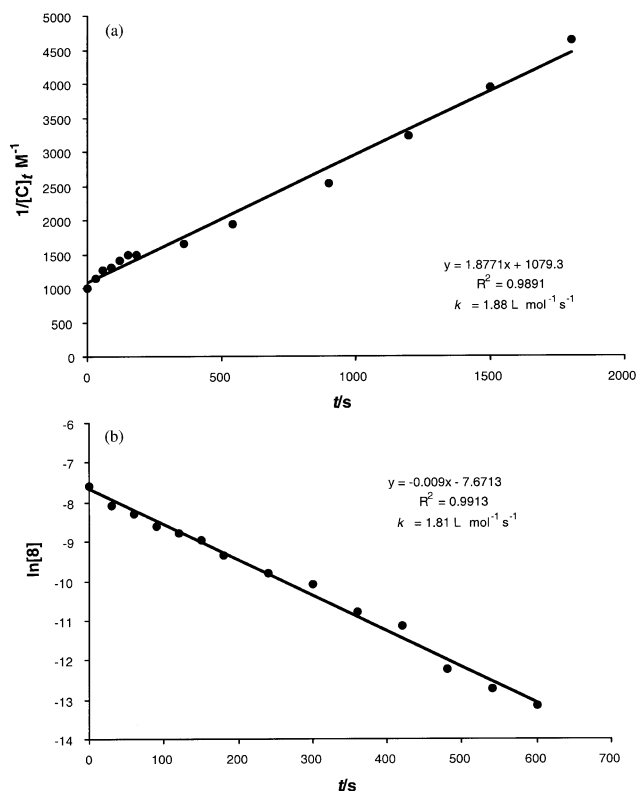 (a)
5000
4500
4000
3500
3000
2500
2000
1500
1000
500
0
1/[C]t M-1
y = 1.8771x + 1079.3
R2 = 0.9891
k = 1.88 L mol-1 s-1
0 500 1000 1500 2000
t/s
(b)
-6
-7
-8
-9
-10
-11
-12
-13
-14
ln[8]
y = -0.009x - 7.6713
R2 = 0.9913
k = 1.81 L mol-1 s-1
0 100 200 300 400 500 600 700
t/s